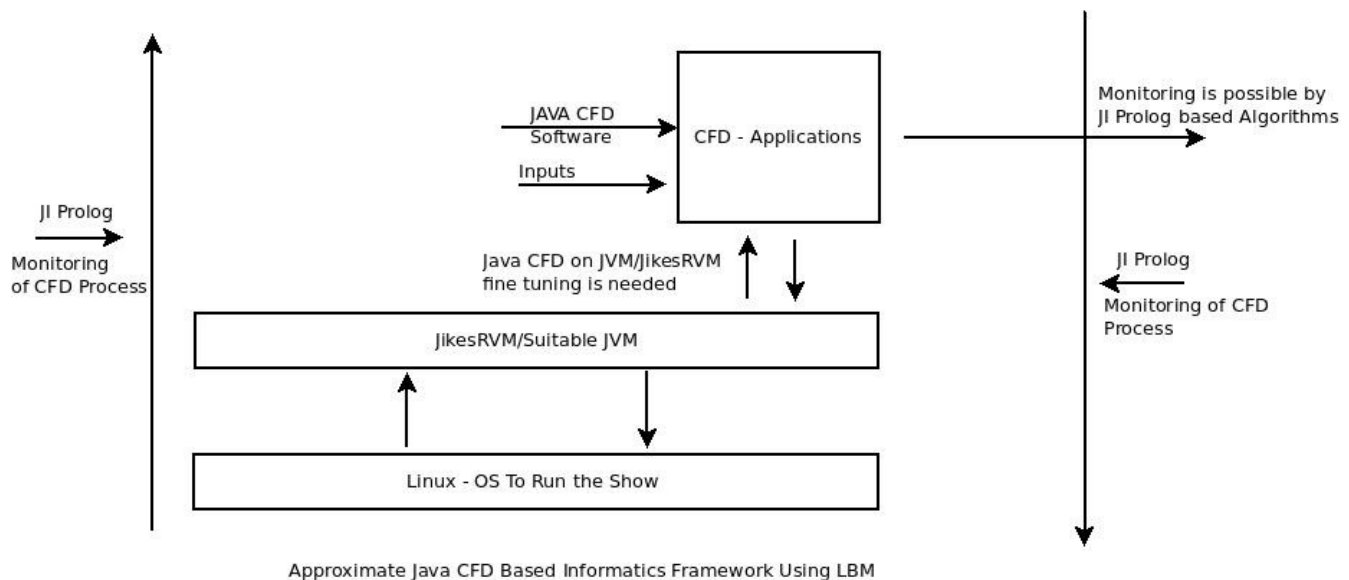 JAVA CFD
Software
Inputs
CFD - Applications
Monitoring is possible by
JI Prolog based Algorithms
JI Prolog
Monitoring
of CFD Process
Java CFD on JVM/JikesRVM
fine tuning is needed
JI Prolog
Monitoring of CFD
Process
JikesRVM/Suitable JVM
Linux - OS To Run the Show
Approximate Java CFD Based Informatics Framework Using LBM